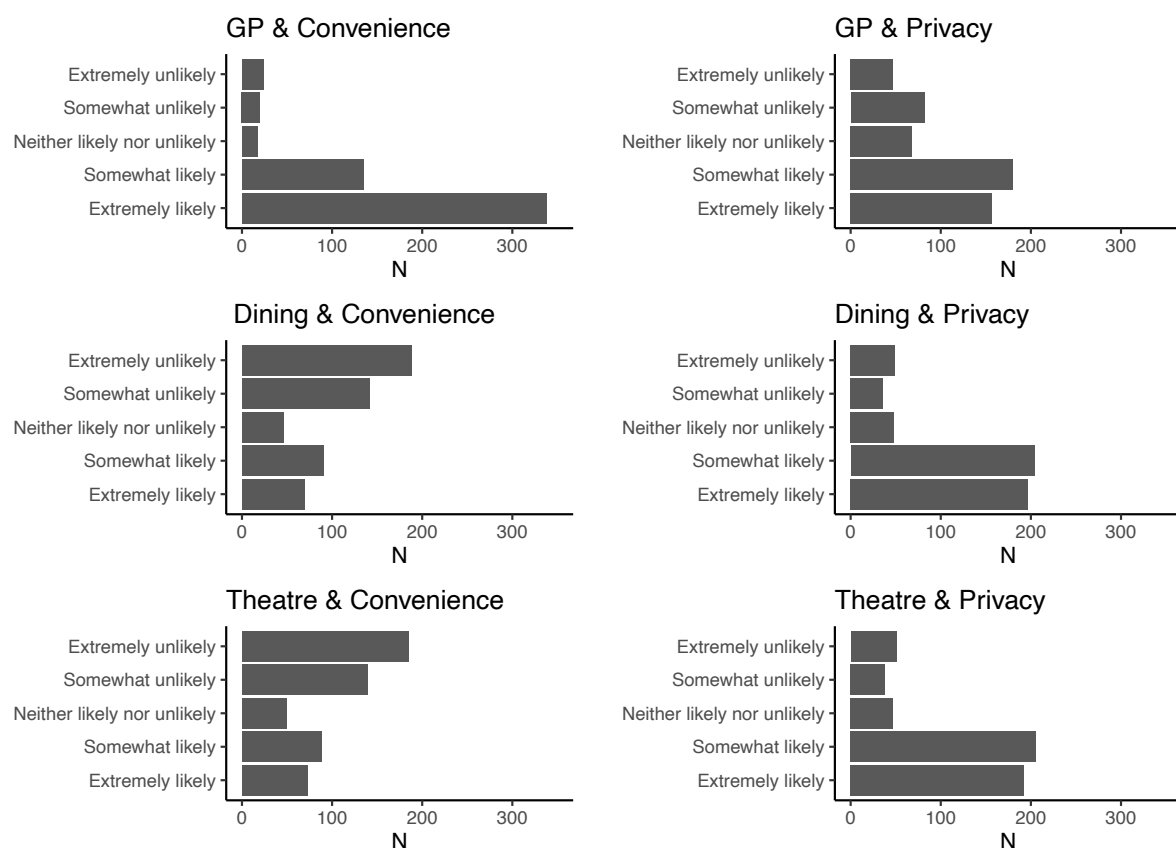 GP & Convenience
Extremely unlikely
Somewhat unlikely
Neither likely nor unlikely
Somewhat likely
Extremely likely
0 100 200 300
N
GP & Privacy
Extremely unlikely
Somewhat unlikely
Neither likely nor unlikely
Somewhat likely
Extremely likely
0 100 200 300
N
Dining & Convenience
Extremely unlikely
Somewhat unlikely
Neither likely nor unlikely
Somewhat likely
Extremely likely
0 100 200 300
N
Dining & Privacy
Extremely unlikely
Somewhat unlikely
Neither likely nor unlikely
Somewhat likely
Extremely likely
0 100 200 300
N
Theatre & Convenience
Extremely unlikely
Somewhat unlikely
Neither likely nor unlikely
Somewhat likely
Extremely likely
0 100 200 300
N
Theatre & Privacy
Extremely unlikely
Somewhat unlikely
Neither likely nor unlikely
Somewhat likely
Extremely likely
0 100 200 300
N